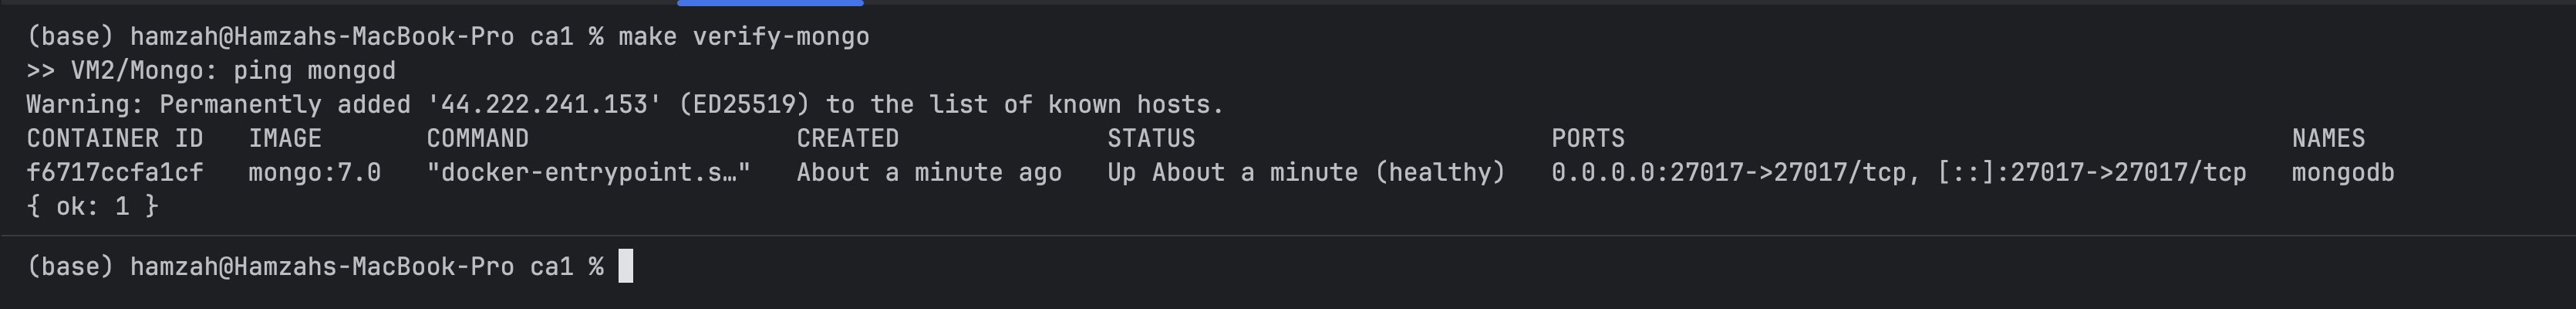 (base) hamzah@Hamzahs-MacBook-Pro ca1 % make verify-mongo
>> VM2/Mongo: ping mongod
Warning: Permanently added '44.222.241.153' (ED25519) to the list of known hosts.
CONTAINER ID   IMAGE       COMMAND                  CREATED              STATUS                        PORTS                                             NAMES
f6717ccfa1cf   mongo:7.0   "docker-entrypoint.s…"   About a minute ago   Up About a minute (healthy)   0.0.0.0:27017->27017/tcp, [::]:27017->27017/tcp   mongodb
{ ok: 1 }
(base) hamzah@Hamzahs-MacBook-Pro ca1 %